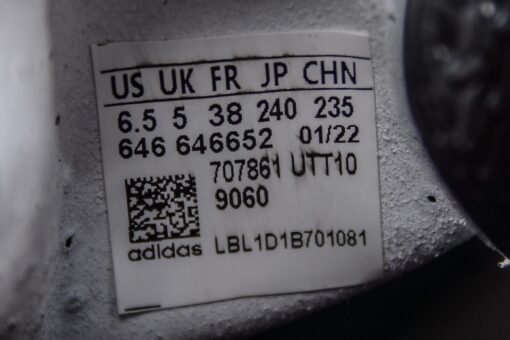 US UK FR JP CHN
6.5 5 38 240 235
646 646652 01/22
707861 UTT10
9060
adidas LBL1D1B701081